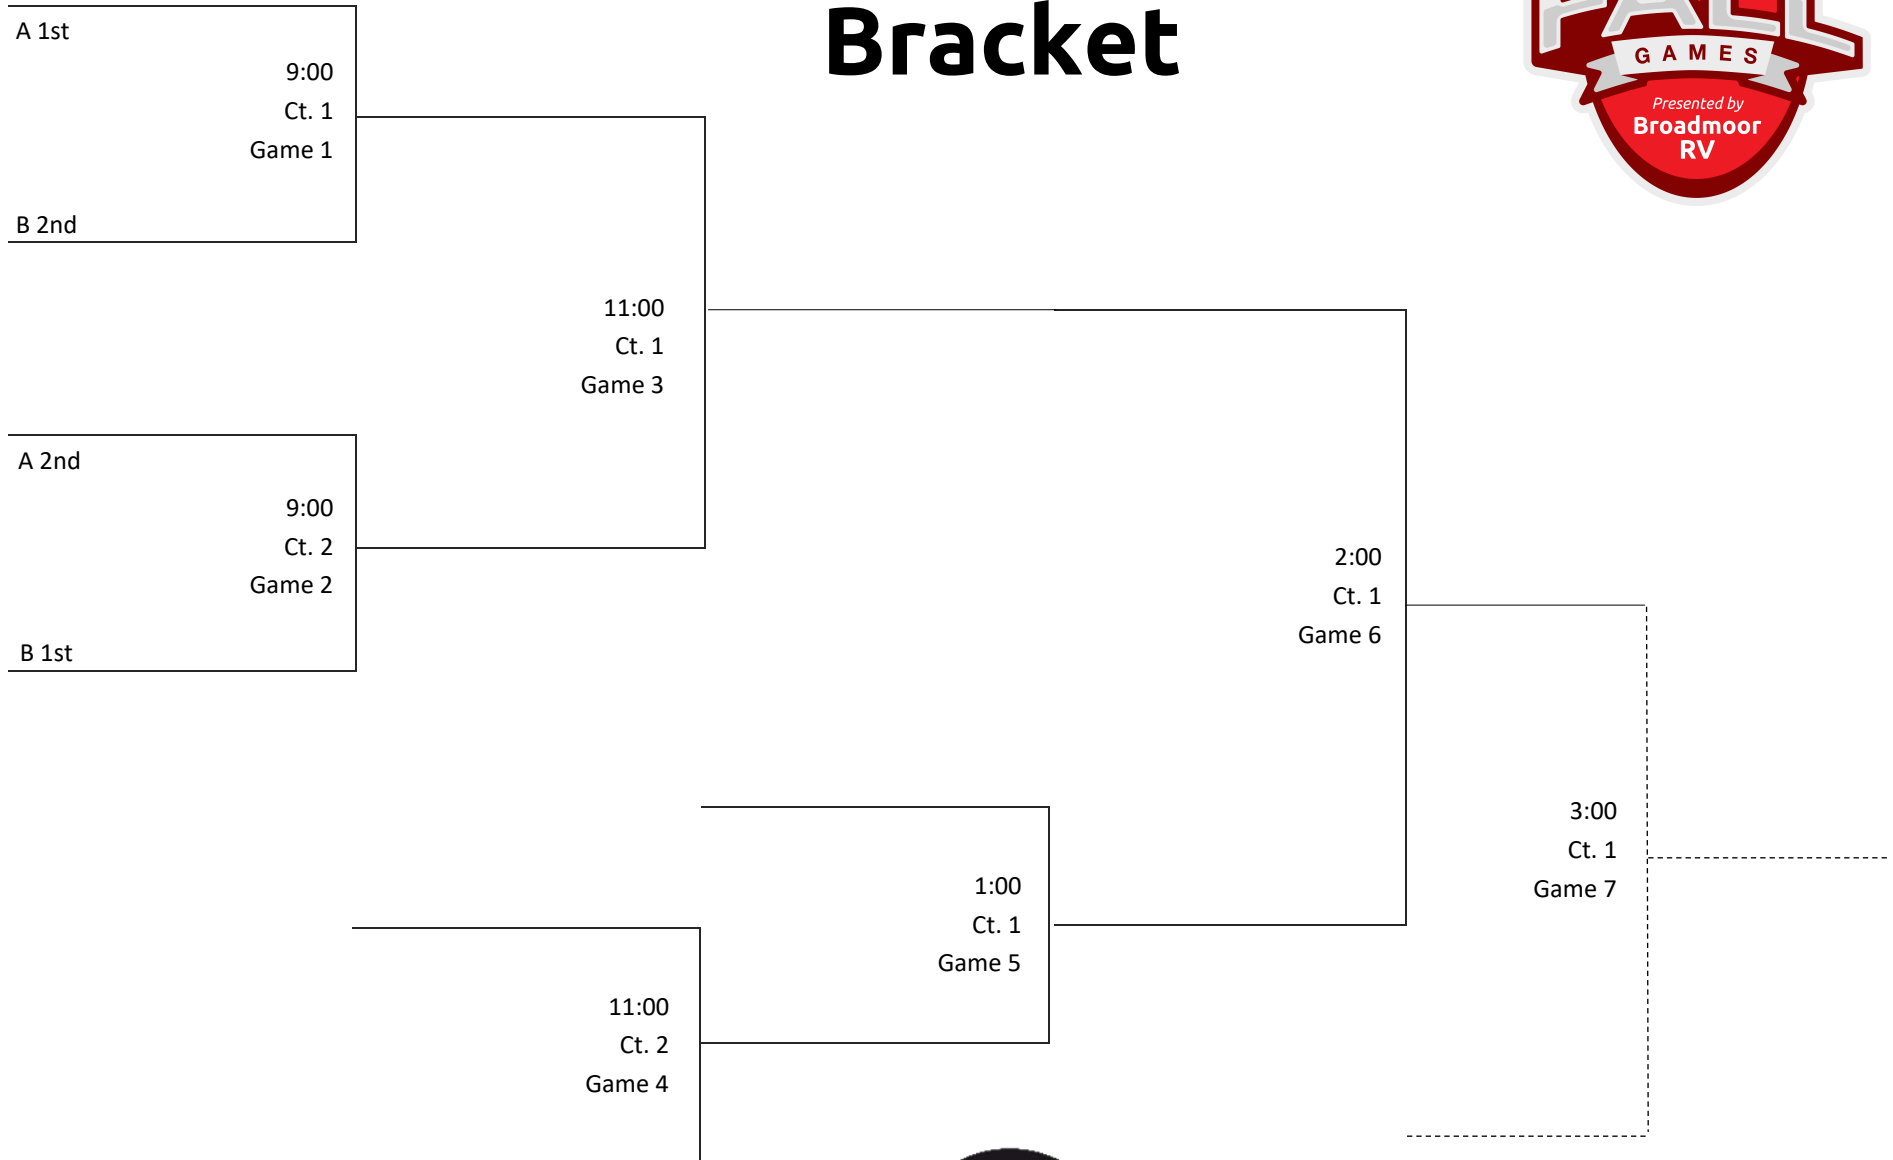 Bracket
FALL
GAMES
Presented by
Broadmoor
RV
A 1st
9:00
Ct. 1
Game 1
B 2nd
11:00
Ct. 1
Game 3
A 2nd
9:00
Ct. 2
Game 2
B 1st
2:00
Ct. 1
Game 6
3:00
Ct. 1
Game 7
1:00
Ct. 1
Game 5
11:00
Ct. 2
Game 4